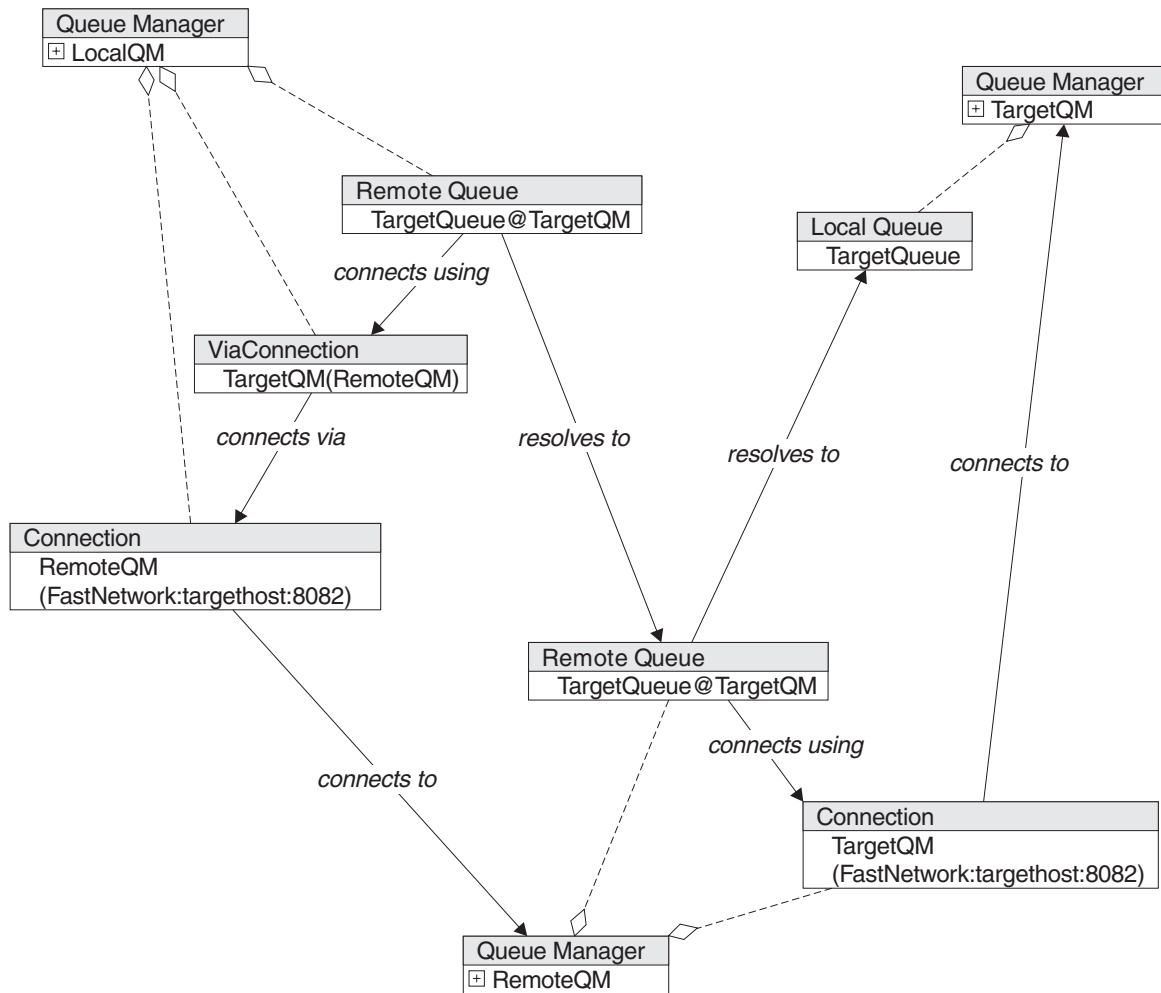 Queue Manager
LocalQM
Queue Manager
TargetQM
Remote Queue
TargetQueue@TargetQM
Local Queue
TargetQueue
connects using
ViaConnection
TargetQM(RemoteQM)
connects via
resolves to
resolves to
connects to
Connection
RemoteQM
(FastNetwork:targethost:8082)
Remote Queue
TargetQueue@TargetQM
connects using
connects to
Connection
TargetQM
(FastNetwork:targethost:8082)
Queue Manager
RemoteQM